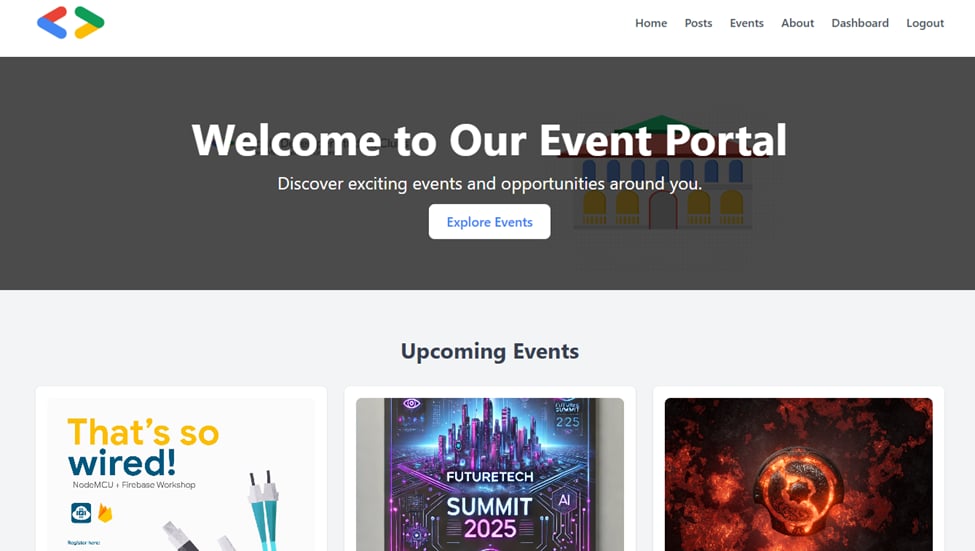 Home Posts Events About Dashboard Logout
Welcome to Our Event Portal
Discover exciting events and opportunities around you.
Explore Events
Upcoming Events
That's so
wired!
NodeMCU + Firebase Workshop
Register here:
FUTURETECH
SUMMIT
2025
AI